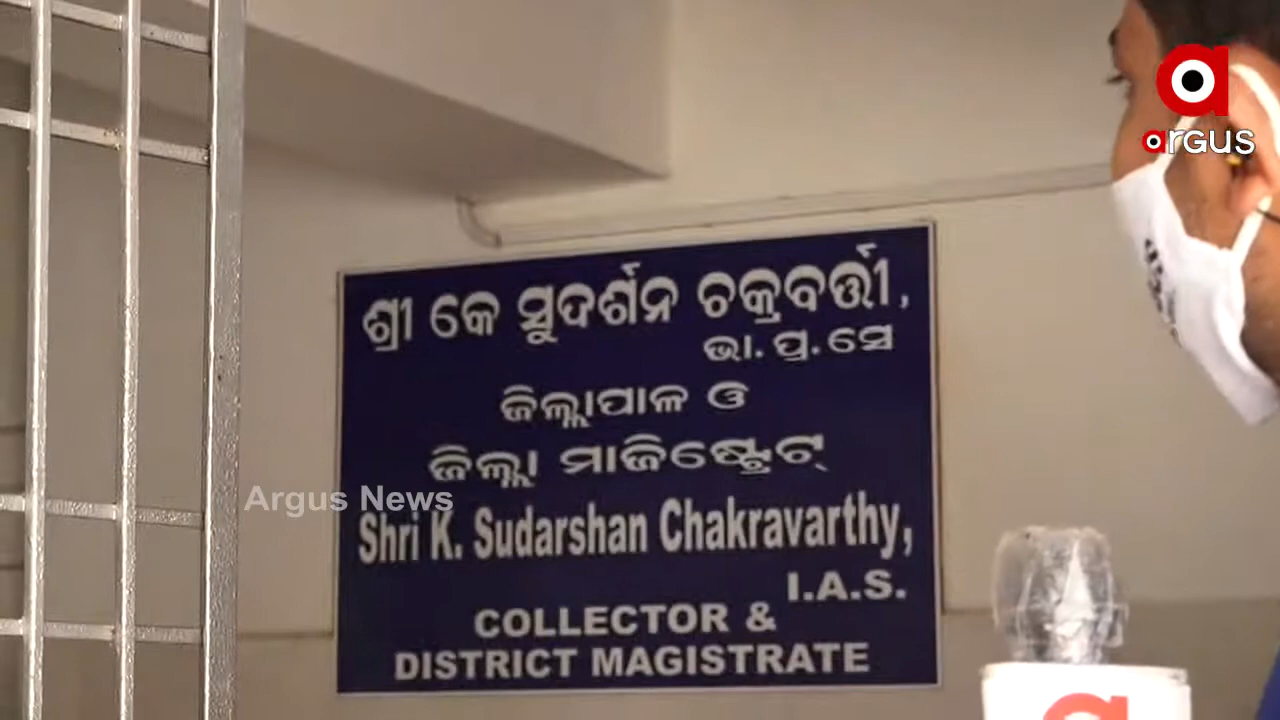 argus
ଶ୍ରୀ କେ ସୁଦର୍ଶନ ଚକ୍ରବର୍ତ୍ତୀ,
ଭା.ପ୍ର.ସେ
ଜିଲ୍ଲାପାଳ ଓ
ଜିଲ୍ଲା ମାଜିଷ୍ଟ୍ରେଟ୍
Argus News
Shri K. Sudarshan Chakravarthy,
I.A.S.
COLLECTOR &
DISTRICT MAGISTRATE